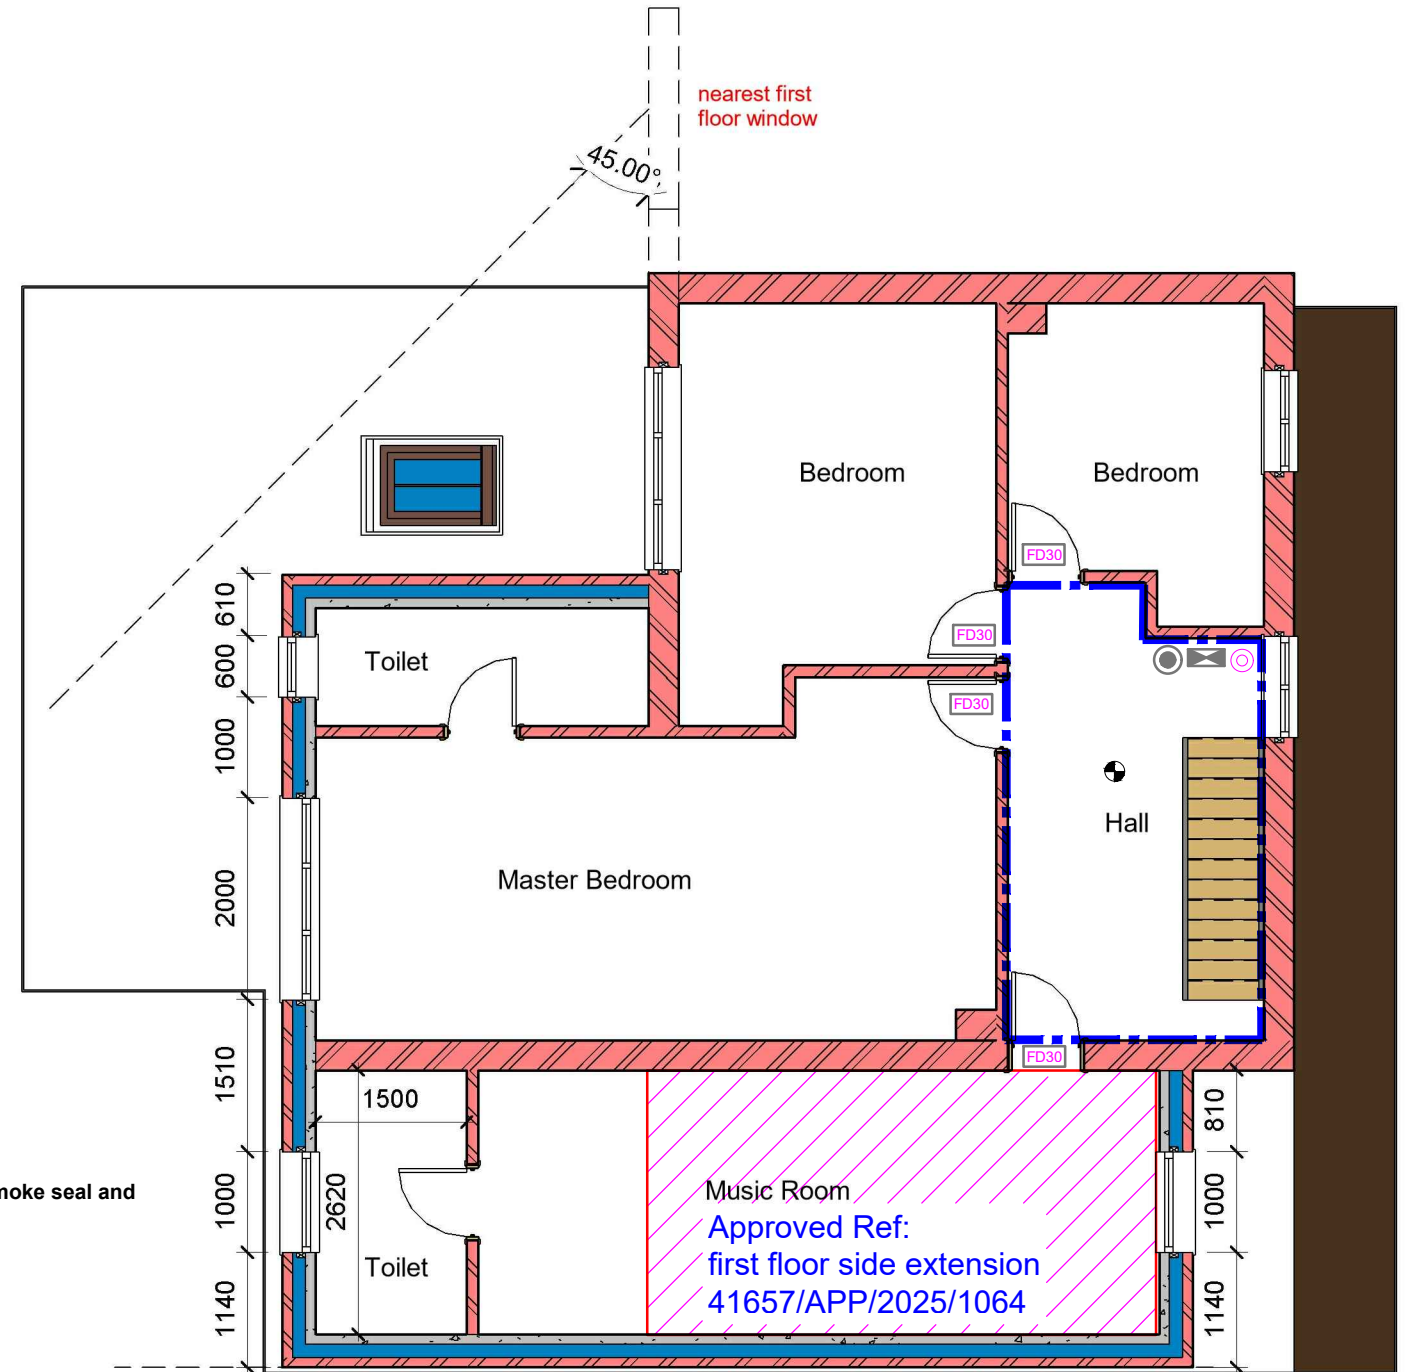 nearest first
floor window
45.00°
Bedroom
Bedroom
FD30
610
FD30
Toilet
600
FD30
1000
Hall
Master Bedroom
2000
FD30
1510
1500
810
moke seal and
1000
2620
Music Room
1000
Approved Ref:
first floor side extension
Toilet
41657/APP/2025/1064
1140
1140